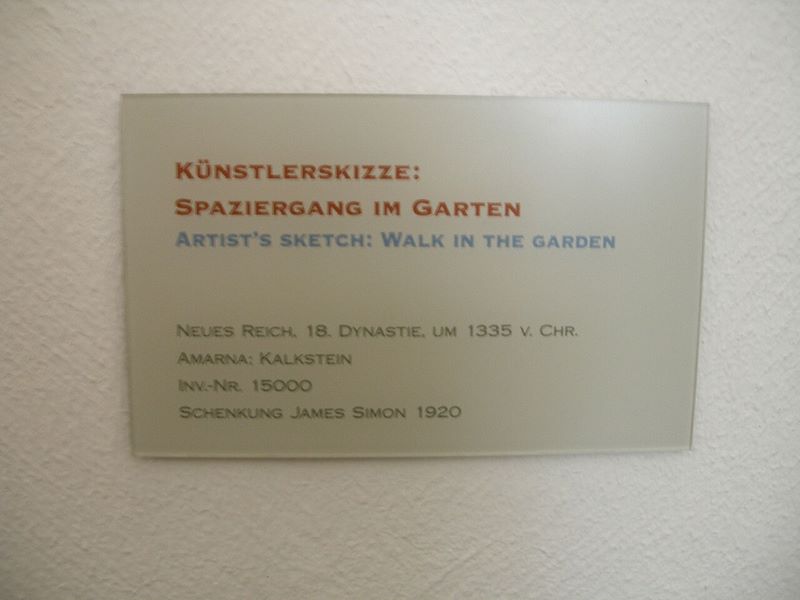 KÜNSTLERSKIZZE:
SPAZIERGANG IM GARTEN
ARTIST'S SKETCH: WALK IN THE GARDEN
NEUES REICH, 18. DYNASTIE, UM 1335 V. CHR.
AMARNA; KALKSTEIN
INV.-NR. 15000
SCHENKUNG JAMES SIMON 1920